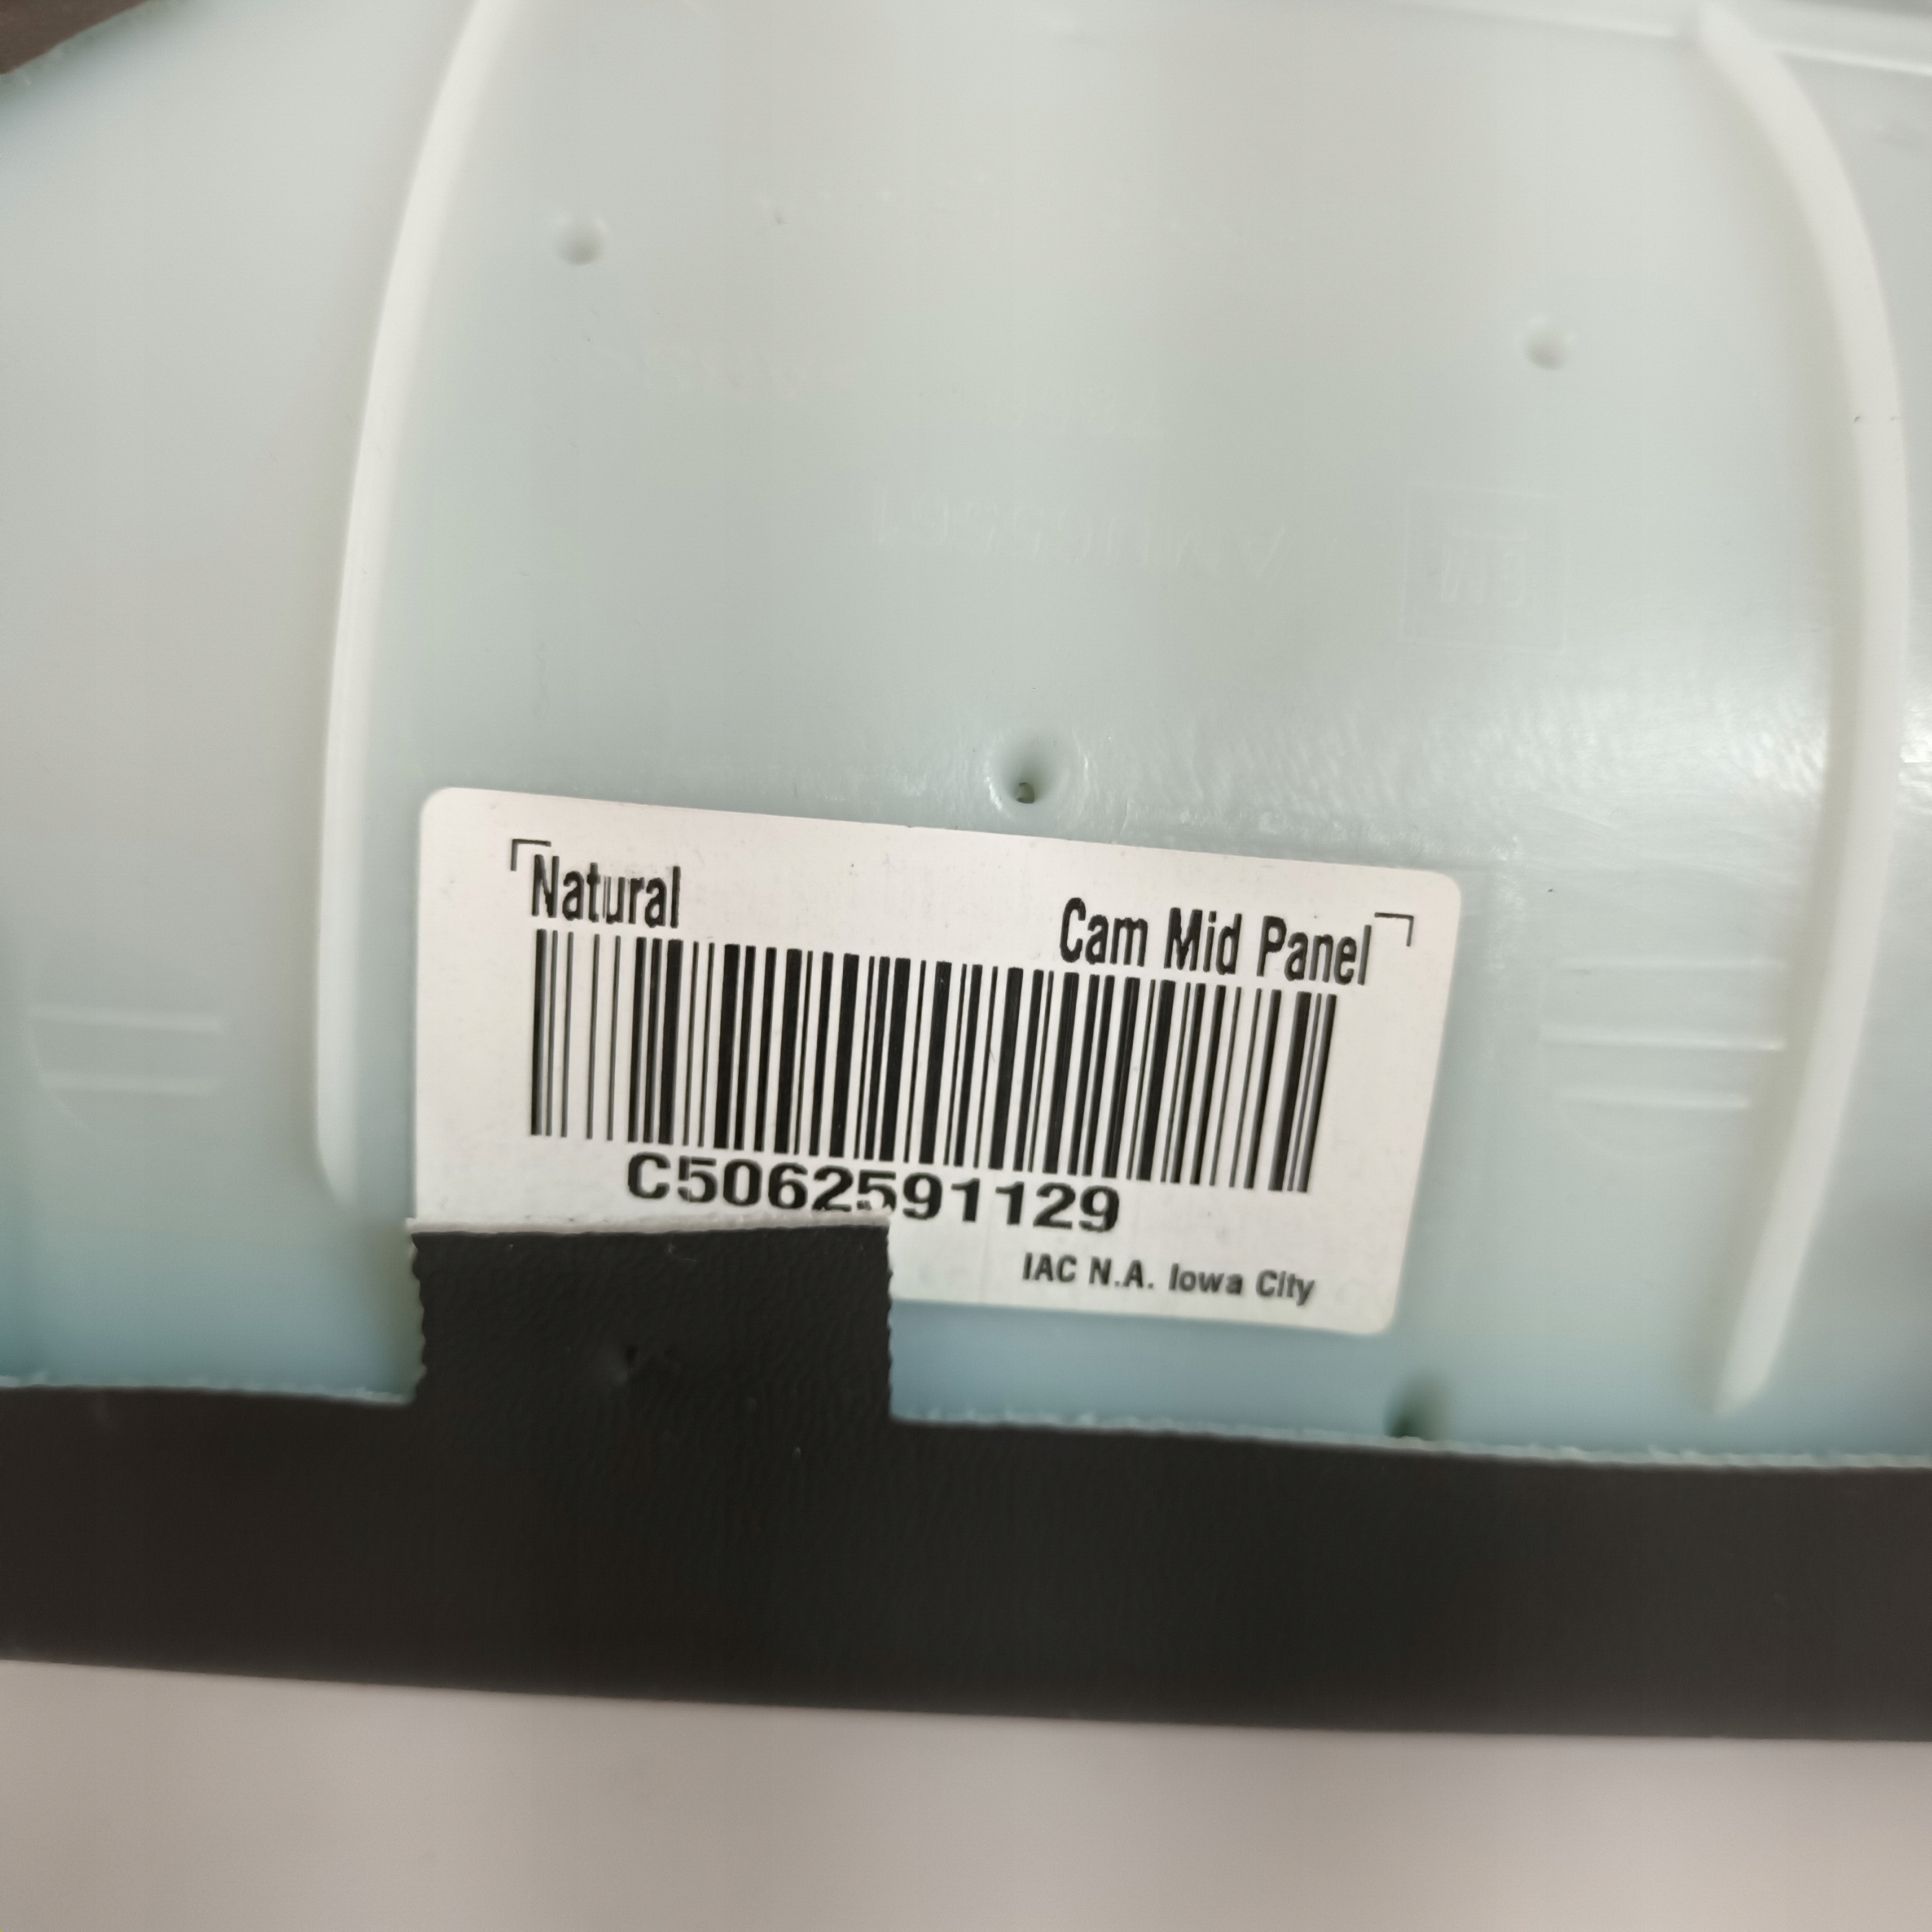 Natural
Cam Mid Panel
C5062591129
IAC N.A. Iowa City